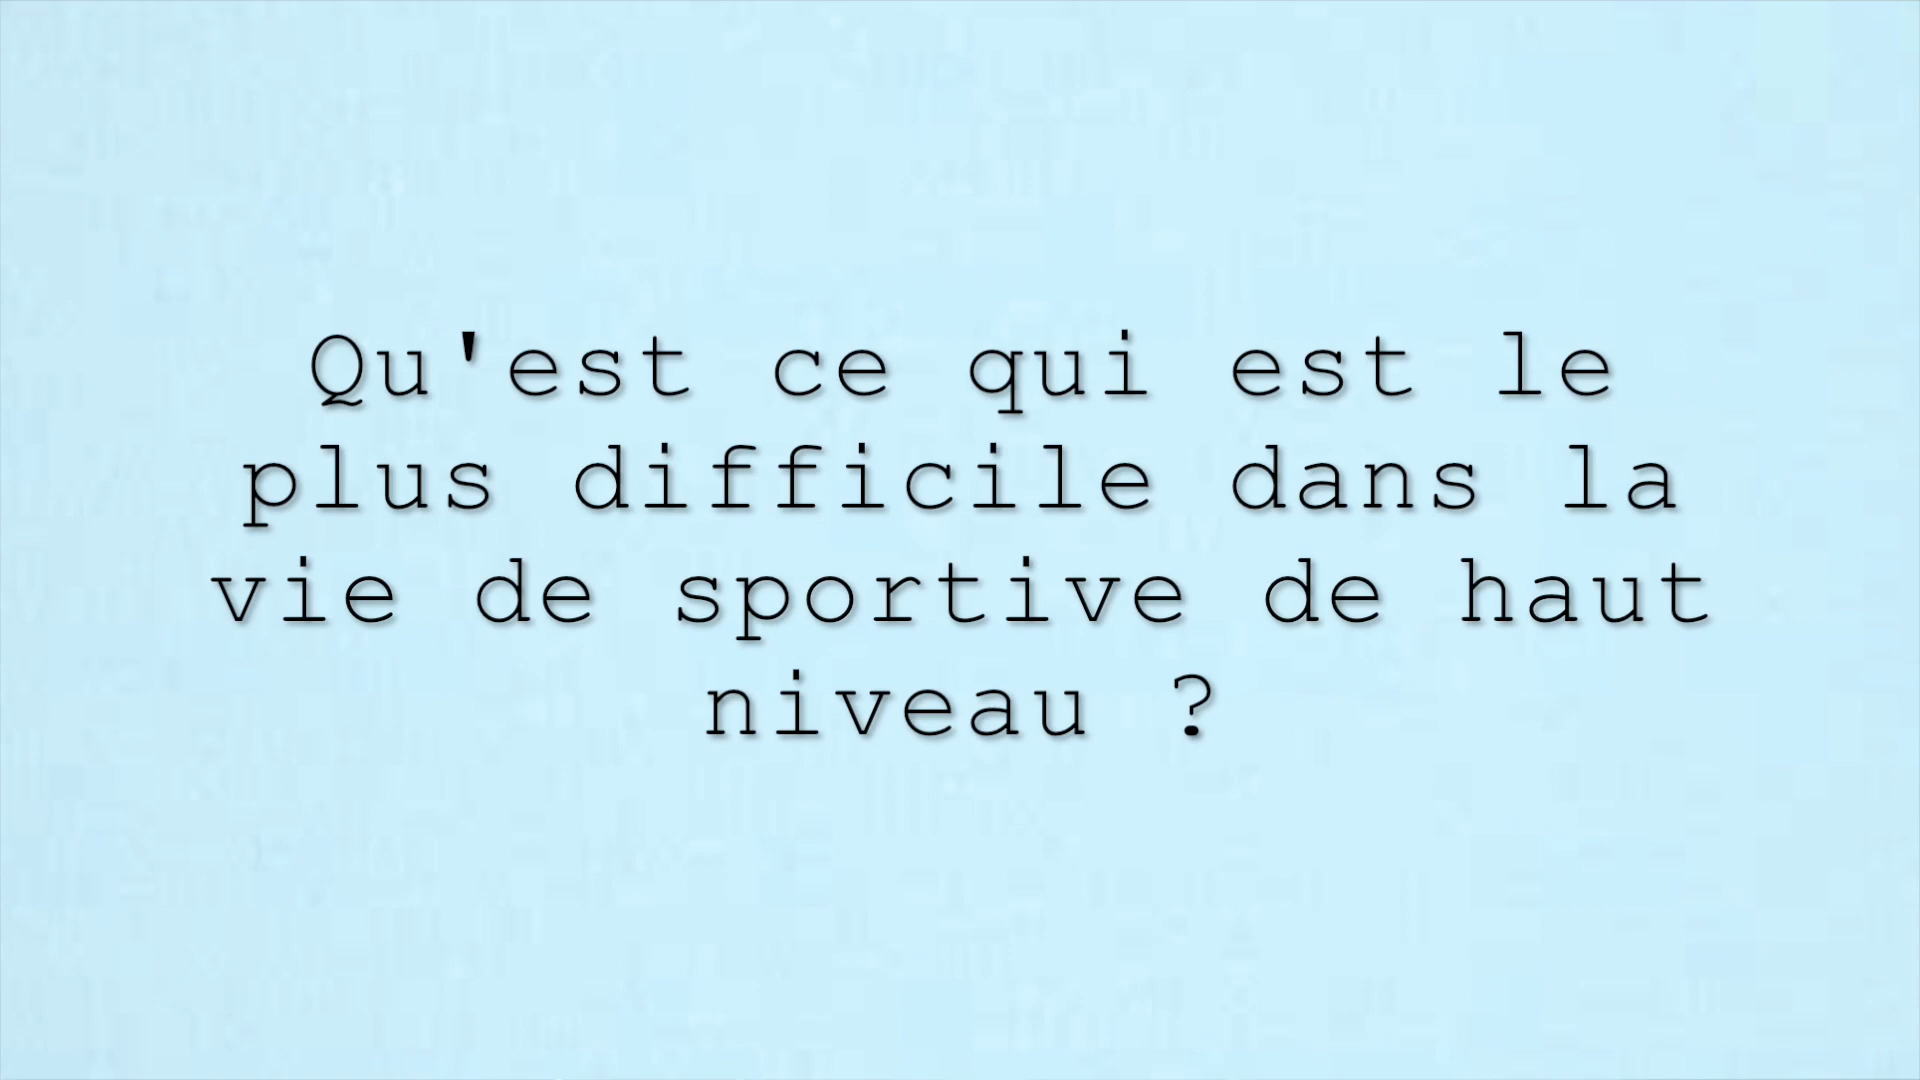 Qu'est ce qui est le
plus difficile dans la
vie de sportive de haut
niveau ?